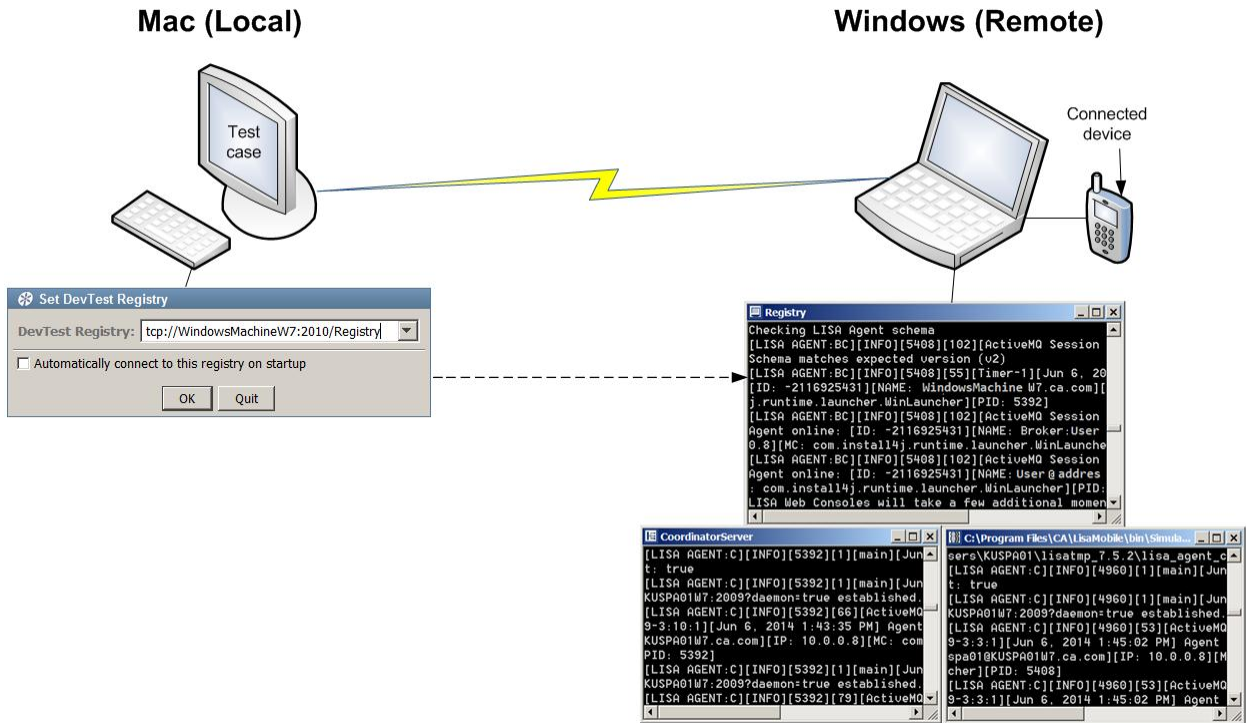 Mac (Local)
Windows (Remote)
Test
case
Connected
device
Set DevTest Registry
DevTest Registry:
tcp://WindowsMachineW7:2010/Registry
Automatically connect to this registry on startup
OK
Quit
Registry
Checking LISA Agent schema
[LISA AGENT:BC][INFO][5408][102][ActiveMQ Session
Schema matches expected version (v2)
[LISA AGENT:BC][INFO][5408][55][Timer-1][Jun 6, 20
[ID: -2116925431][NAME: WindowsMachine W7.ca.com][
j.runtime.launcher.WinLauncher][PID: 5392]
[LISA AGENT:BC][INFO][5408][102][ActiveMQ Session
Agent online: [ID: -2116925431][NAME: Broker:User
0.8][MC: com.install4j.runtime.launcher.WinLaunche
[LISA AGENT:BC][INFO][5408][102][ActiveMQ Session
Agent online: [ID: -2116925431][NAME: User@addres
: com.install4j.runtime.launcher.WinLauncher][PID:
LISA Web Consoles will take a few additional momen
CoordinatorServer
[LISA AGENT:C][INFO][5392][1][main][Jun
t: true
[LISA AGENT:C][INFO][5392][1][main][Jun
KUSPA01W7:2009?daemon=true established.
[LISA AGENT:C][INFO][5392][66][ActiveMQ
9-3:10:1][Jun 6, 2014 1:43:35 PM] Agent
KUSPA01W7.ca.com][IP: 10.0.0.8][MC: com
PID: 5392]
[LISA AGENT:C][INFO][5392][1][main][Jun
KUSPA01W7:2009?daemon=true established.
[LISA AGENT:C][INFO][5392][79][ActiveMQ
C:\Program Files\CA\LisaMobile\bin\Simula...
sers\KUSPA01\lisatmp_7.5.2\lisa_agent_c
[LISA AGENT:C][INFO][4960][1][main][Jun
t: true
[LISA AGENT:C][INFO][4960][1][main][Jun
KUSPA01W7:2009?daemon=true established.
[LISA AGENT:C][INFO][4960][53][ActiveMQ
9-3:3:1][Jun 6, 2014 1:45:02 PM] Agent
spa01@KUSPA01W7.ca.com][IP: 10.0.0.8][M
cher][PID: 5408]
[LISA AGENT:C][INFO][4960][53][ActiveMQ
9-3:3:1][Jun 6, 2014 1:45:02 PM] Agent